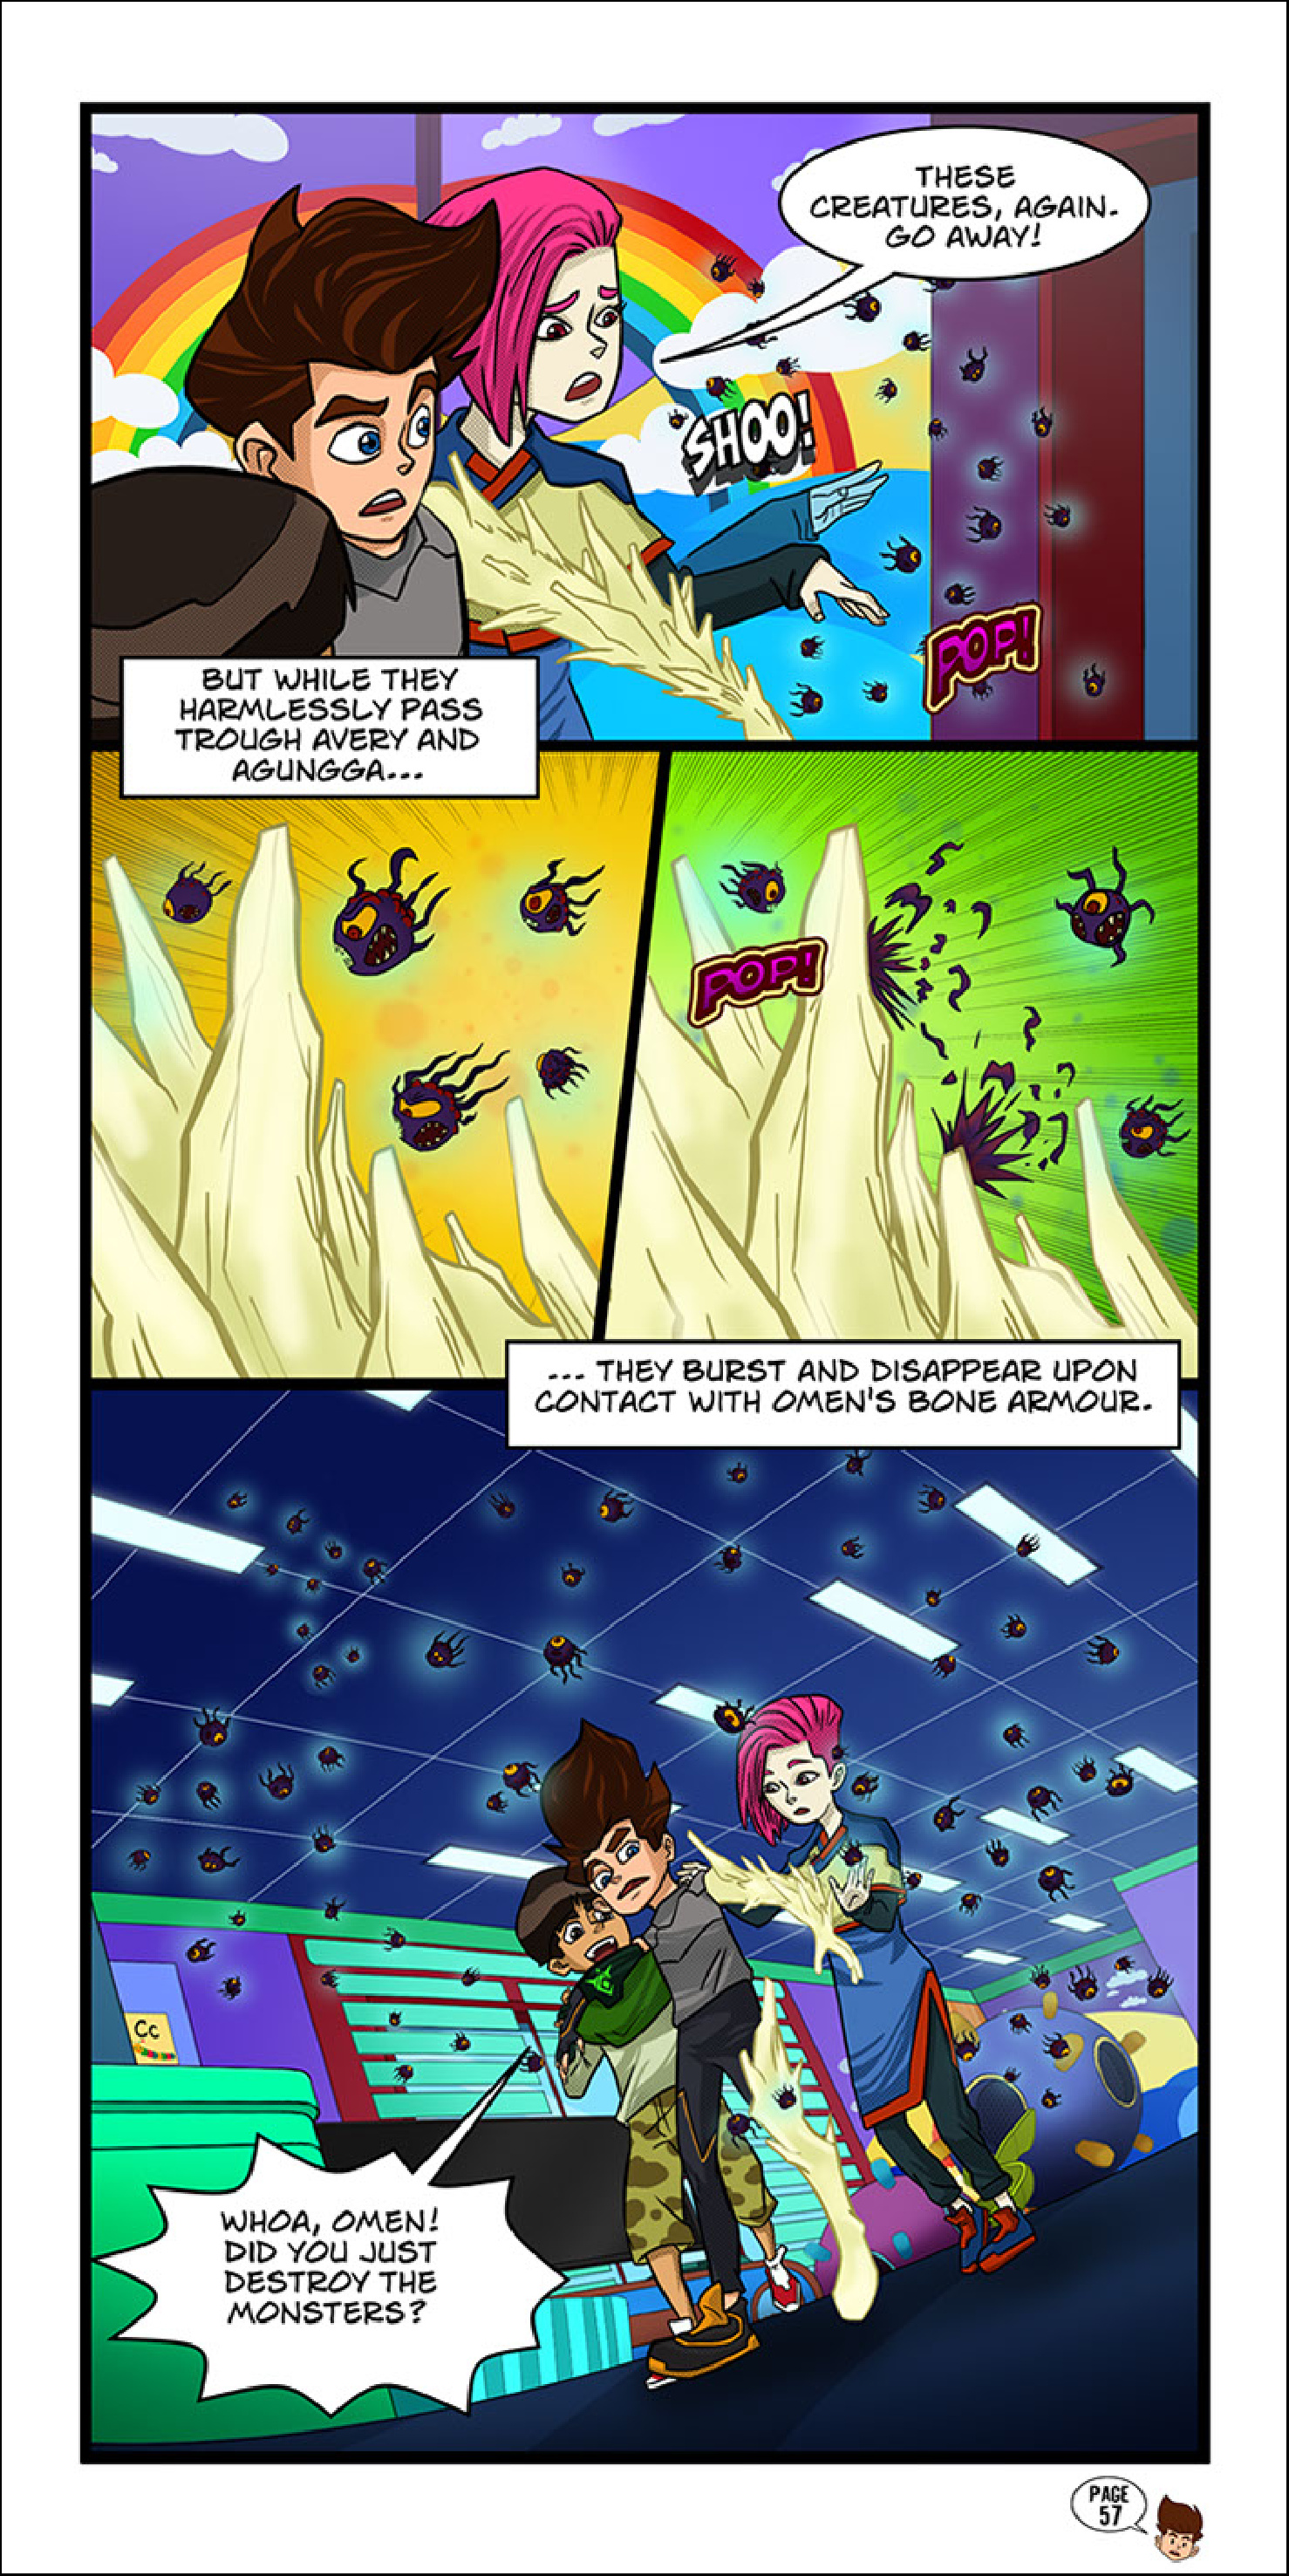 THESE
CREATURES, AGAIN.
GO AWAY!
SHOO!
POP!
BUT WHILE THEY
HARMLESSLY PASS
TROUGH AVERY AND
AGUNGGA...
POP!
... THEY BURST AND DISAPPEAR UPON
CONTACT WITH OMEN'S BONE ARMOUR.
Cc
WHOA, OMEN!
DID YOU JUST
DESTROY THE
MONSTERS?
PAGE
57